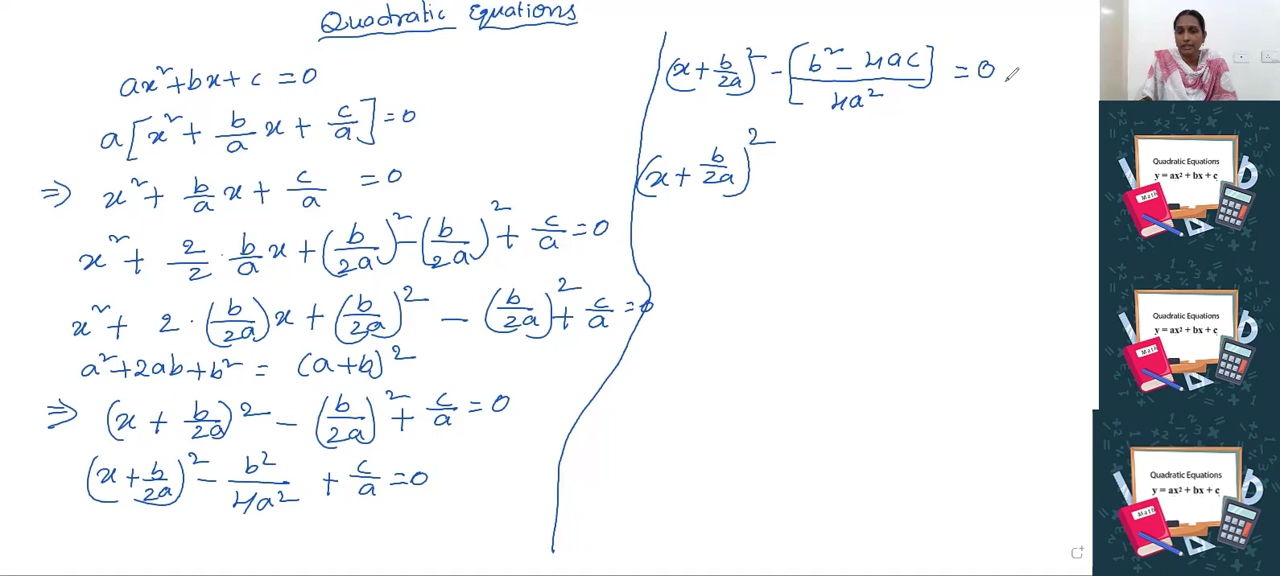 Quadratic Equations
ax²+bx+c=0
a[x²+ b/a x + c/a]=0
⇒ x²+ b/a x + c/a =0
x²+ 2/2 · b/a x + (b/2a)² - (b/2a)² + c/a = 0
x²+ 2·(b/2a)x + (b/2a)² - (b/2a)² + c/a = 0
a²+2ab+b² = (a+b)²
⇒ (x + b/2a)² - (b/2a)² + c/a = 0
(x + b/2a)² - b²/4a² + c/a = 0
(x + b/2a)² - [b² - 4ac]/4a² = 0
(x + b/2a)²
Quadratic Equations
y = ax² + bx + c
Math
Quadratic Equations
y = ax² + bx + c
Math
Quadratic Equations
y = ax² + bx + c
Math